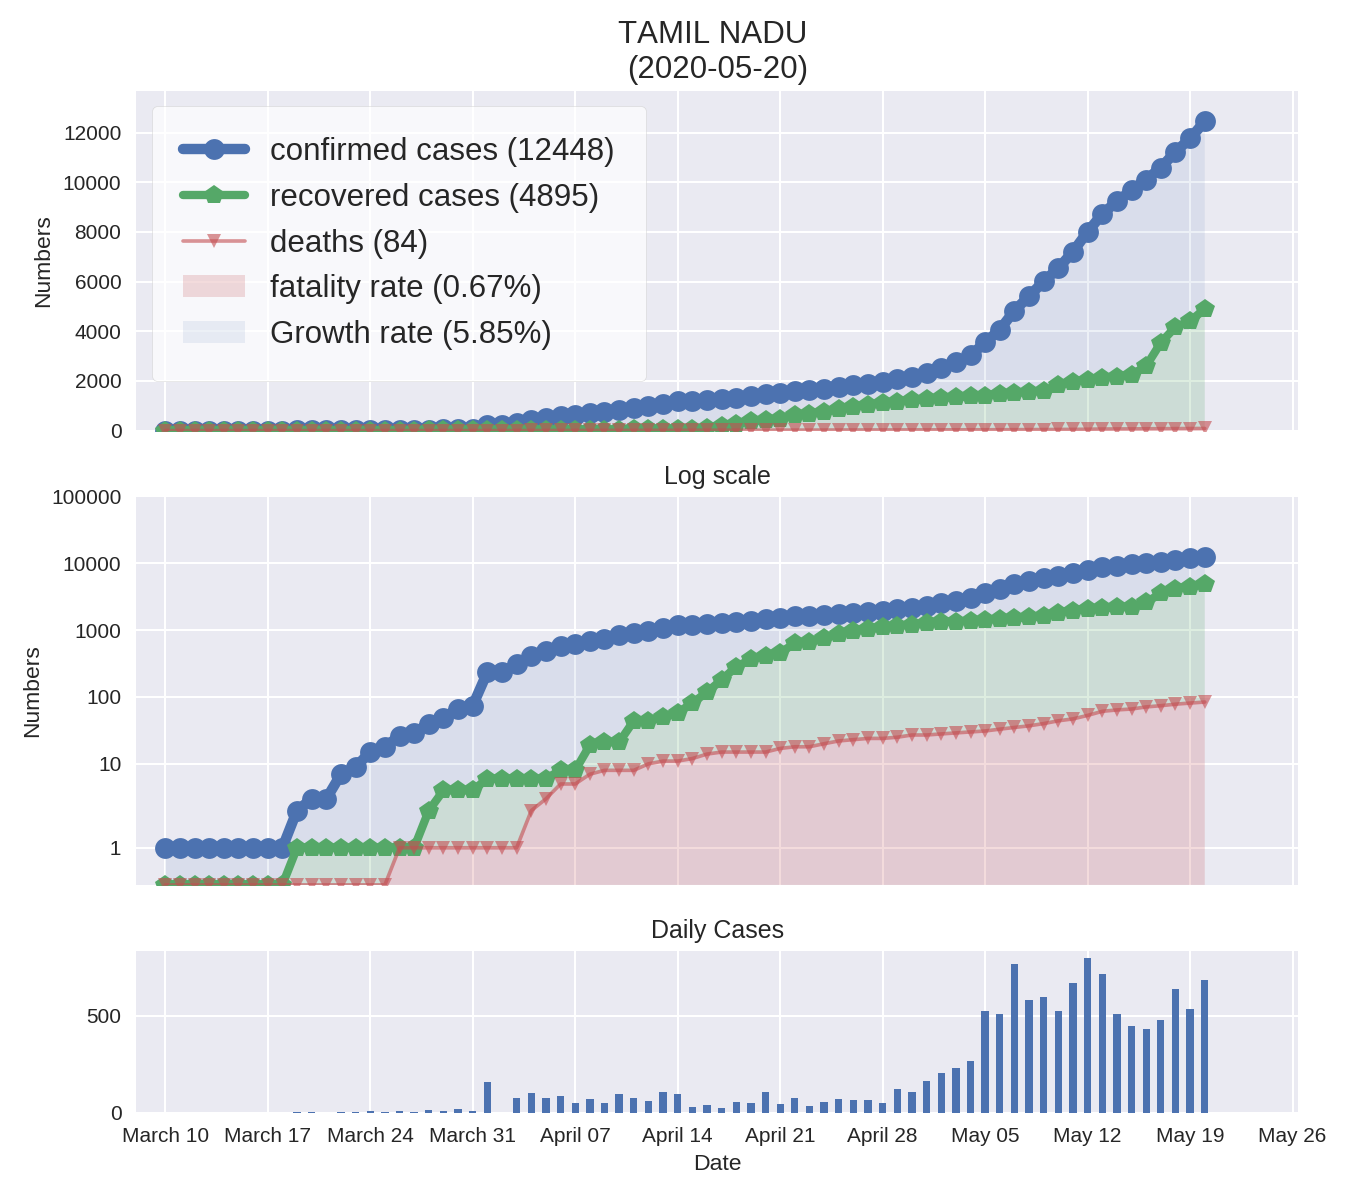 TAMIL NADU
(2020-05-20)
12000
10000
8000
6000
4000
2000
0
Numbers
confirmed cases (12448)
recovered cases (4895)
deaths (84)
fatality rate (0.67%)
Growth rate (5.85%)
Log scale
100000
10000
1000
100
10
1
Numbers
Daily Cases
500
0
March 10 March 17 March 24 March 31 April 07 April 14 April 21 April 28 May 05 May 12 May 19 May 26
Date